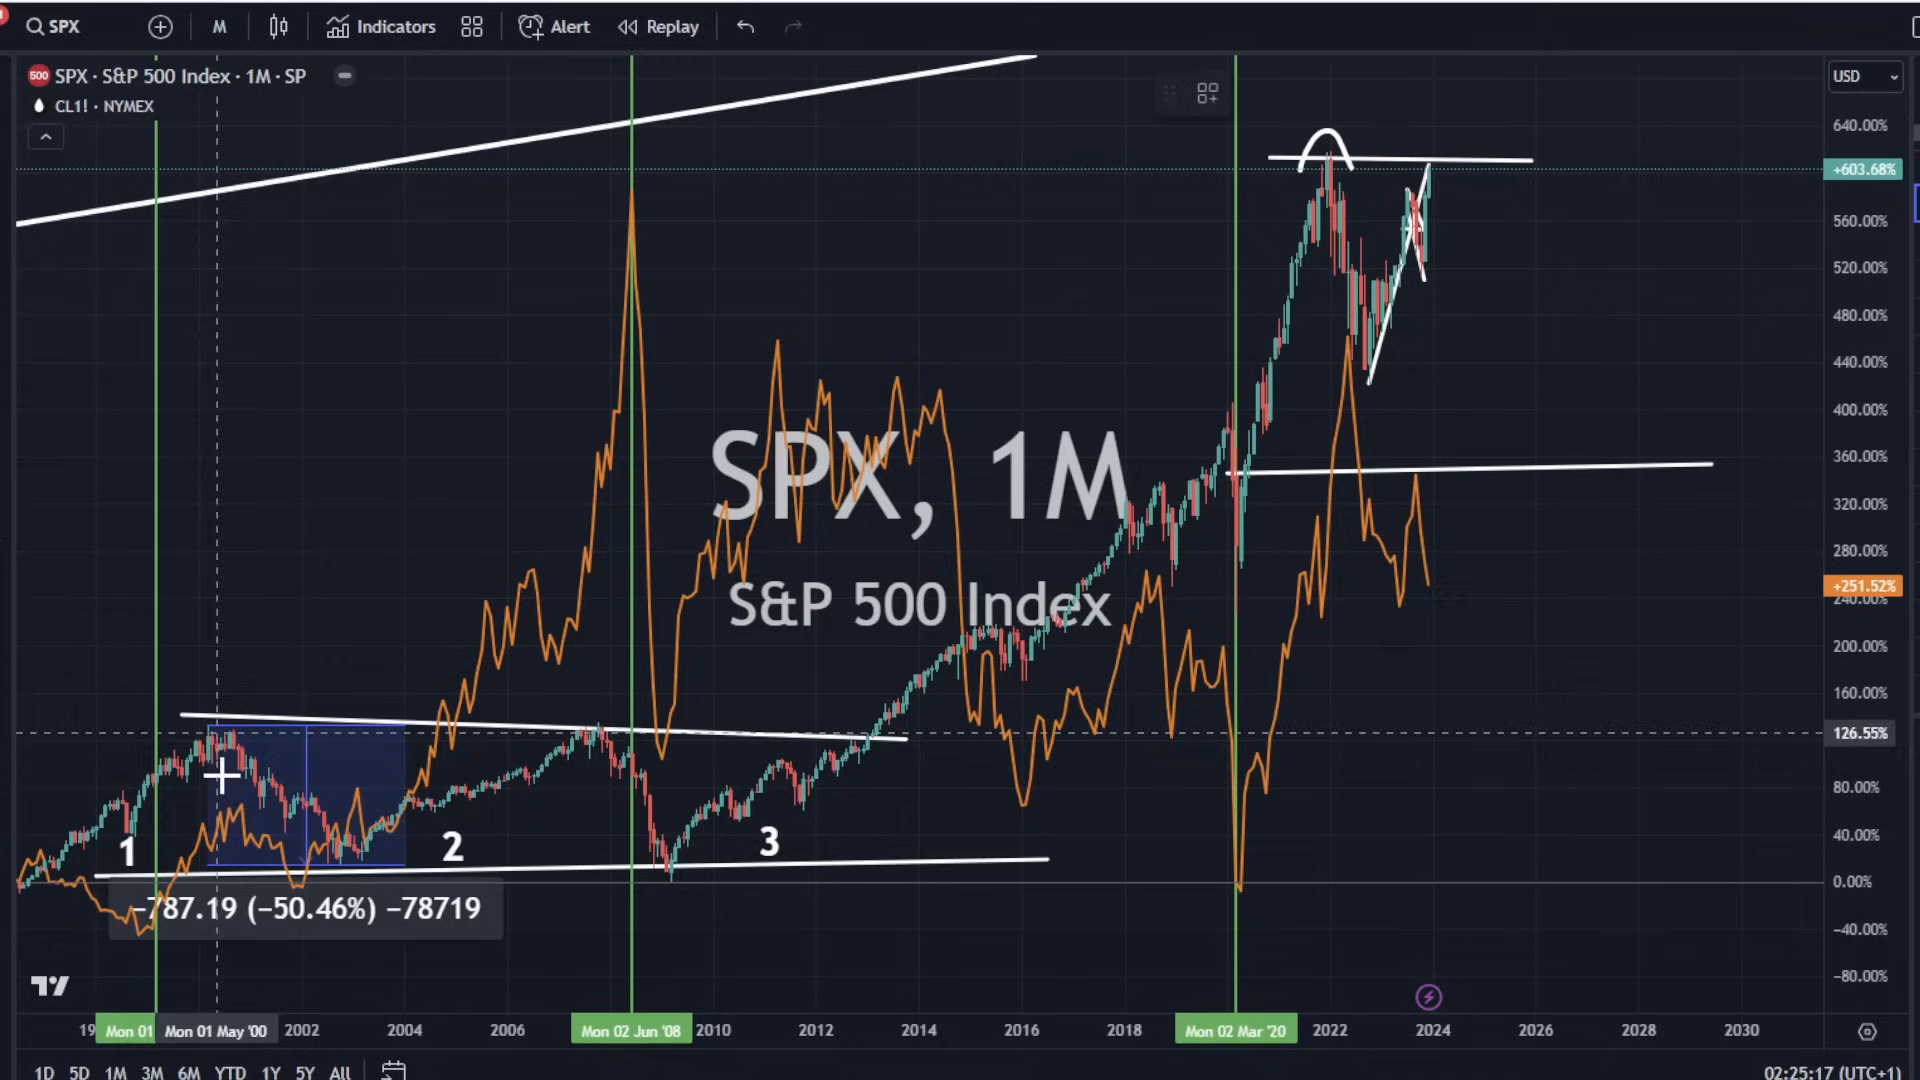 SPX M Indicators Alert Replay
500 SPX · S&P 500 Index · 1M · SP
CL1! · NYMEX
USD
640.00%
+603.68%
560.00%
520.00%
480.00%
440.00%
400.00%
360.00%
320.00%
280.00%
+251.52%
240.00%
200.00%
160.00%
126.55%
80.00%
40.00%
0.00%
−40.00%
−80.00%
SPX, 1M
S&P 500 Index
1 2 3
−787.19 (−50.46%) −78719
19 Mon 01 Mon 01 May '00 2002 2004 2006 Mon 02 Jun '08 2010 2012 2014 2016 2018 Mon 02 Mar '20 2022 2024 2026 2028 2030
1D 5D 1M 3M 6M YTD 1Y 5Y All 02:25:17 (UTC+1)